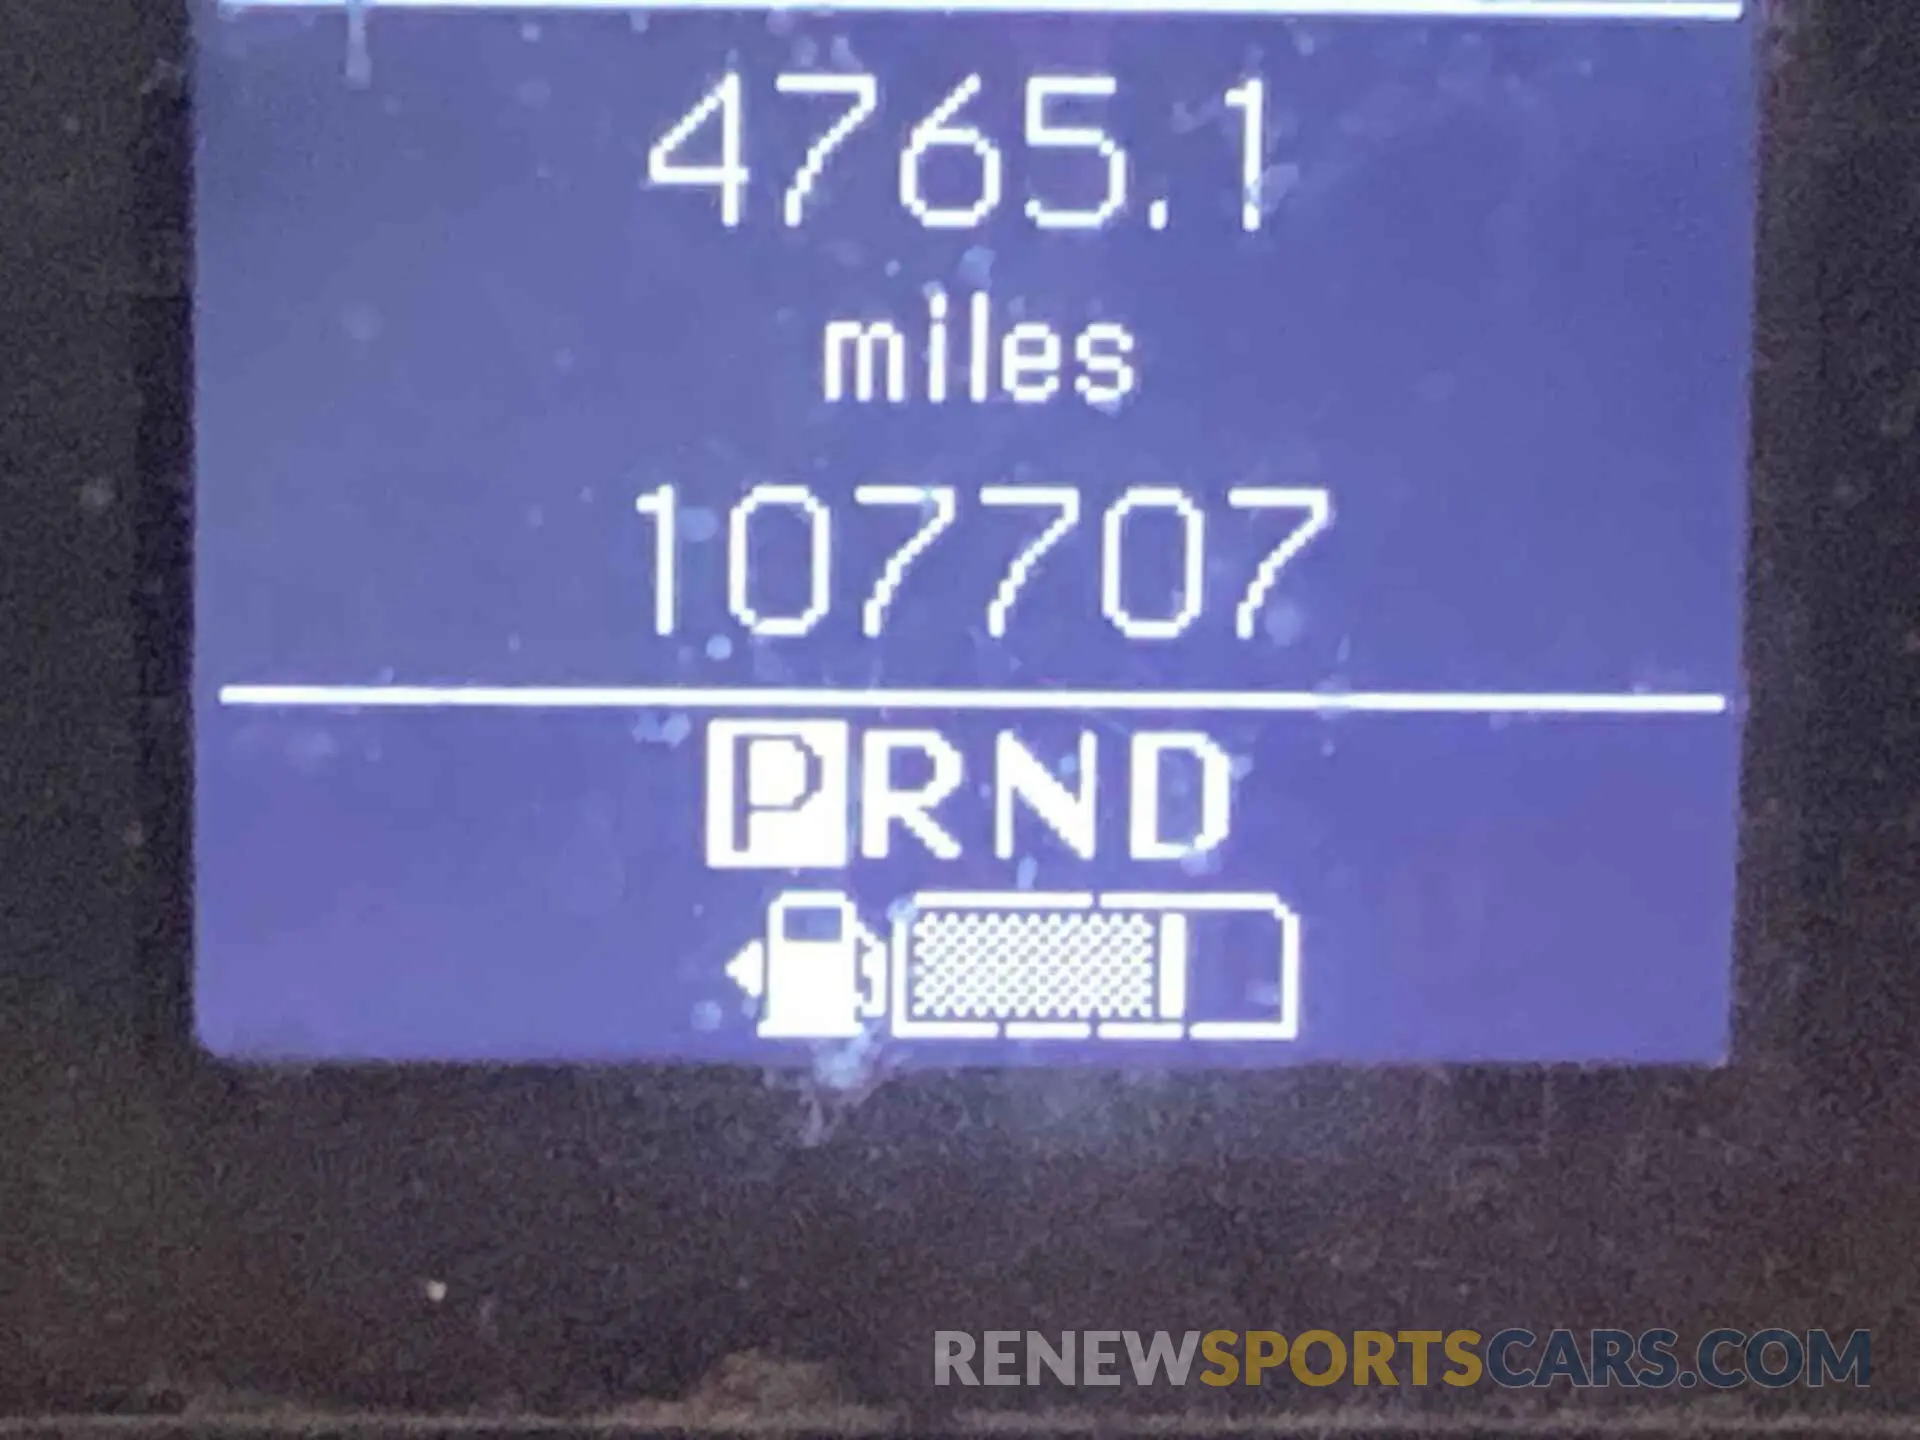 4765.1
miles
107707
PRND
RENEWSPORTSCARS.COM